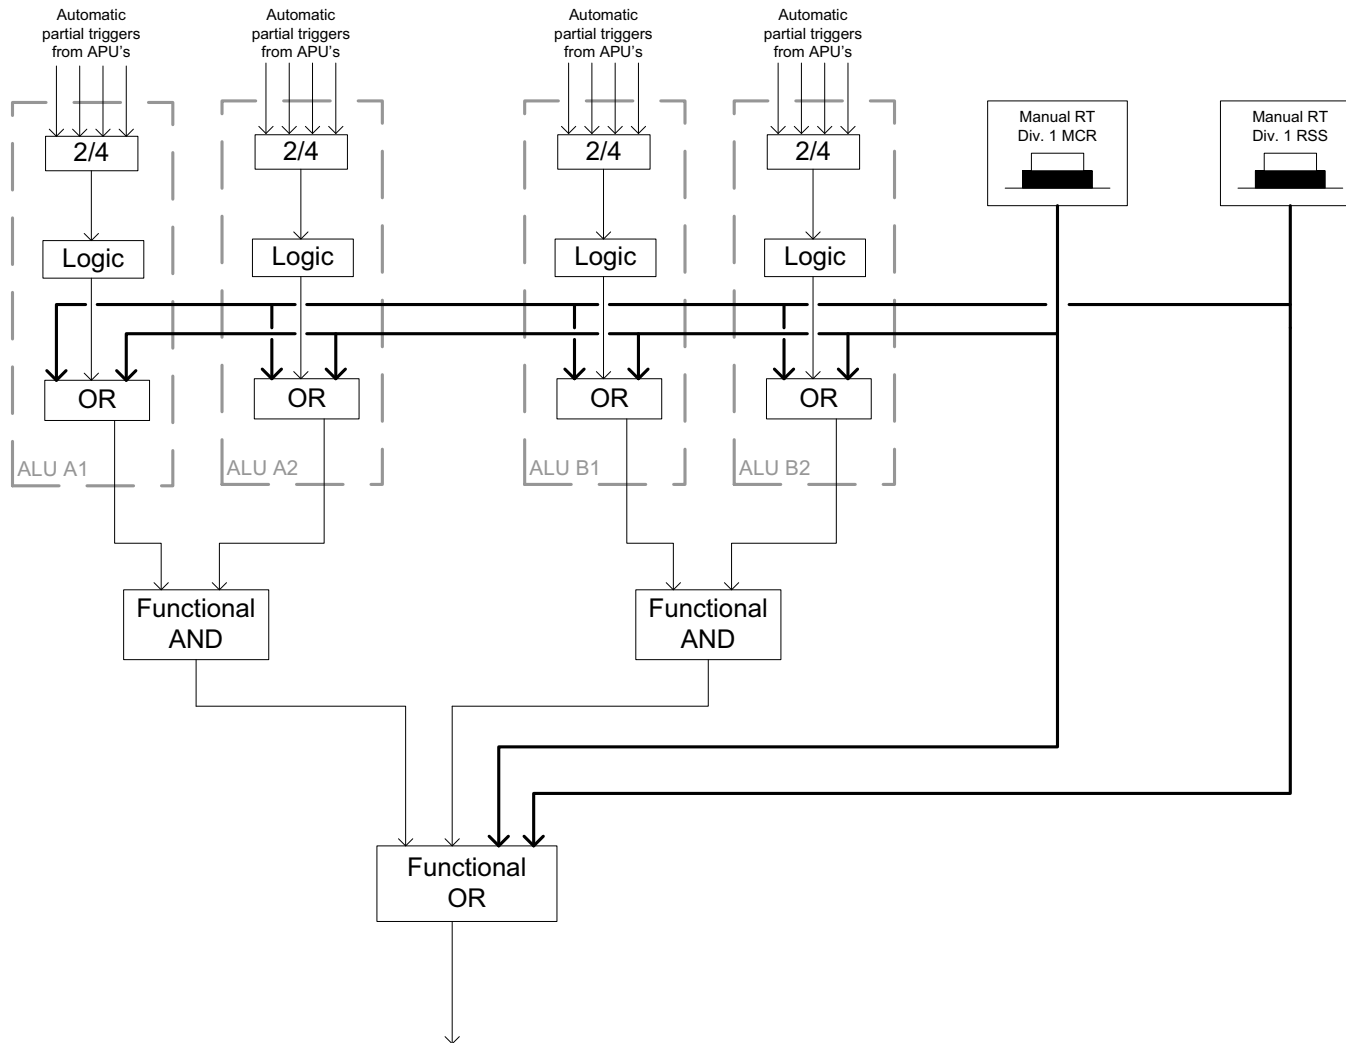 Automatic
partial triggers
from APU's
Automatic
partial triggers
from APU's
Automatic
partial triggers
from APU's
Automatic
partial triggers
from APU's
Manual RT
Div. 1 MCR
Manual RT
Div. 1 RSS
2/4
2/4
2/4
2/4
Logic
Logic
Logic
Logic
OR
OR
OR
OR
ALU A1
ALU A2
ALU B1
ALU B2
Functional
AND
Functional
AND
Functional
OR